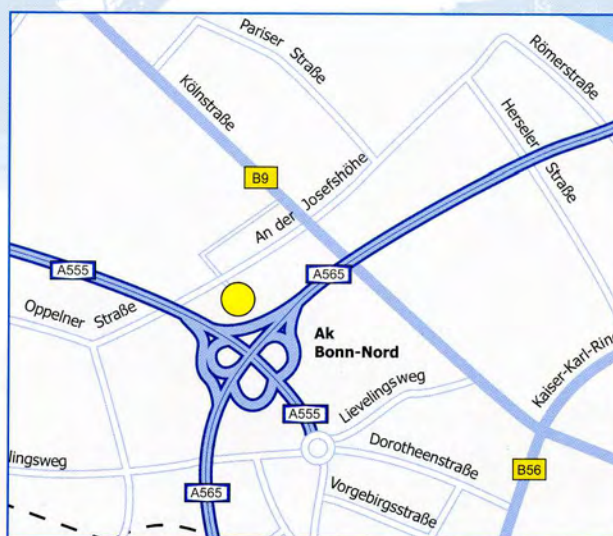 Pariser Straße
Römerstraße
Kölnstraße
Herseler Straße
B9
An der Josefshöhe
A555
A565
Oppelner Straße
Ak
Bonn-Nord
Kaiser-Karl-Ring
Lievelingsweg
A555
Dorotheenstraße
lingsweg
B56
A565
Vorgebirgsstraße